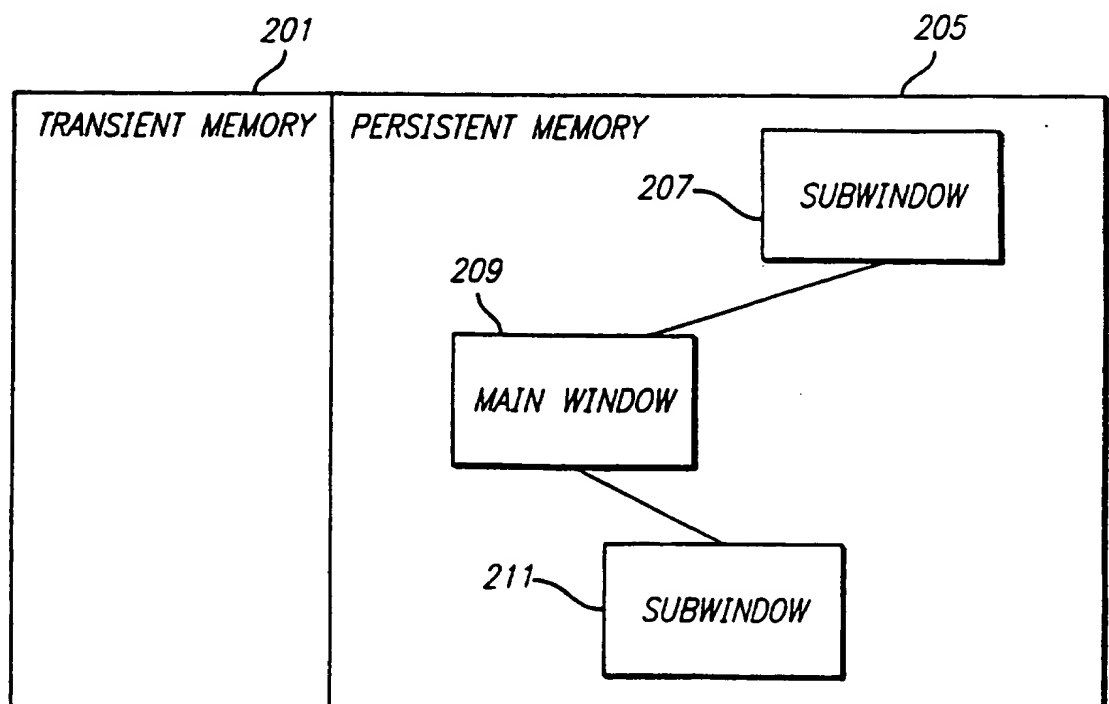 201
205
TRANSIENT MEMORY
PERSISTENT MEMORY
207
SUBWINDOW
209
MAIN WINDOW
211
SUBWINDOW